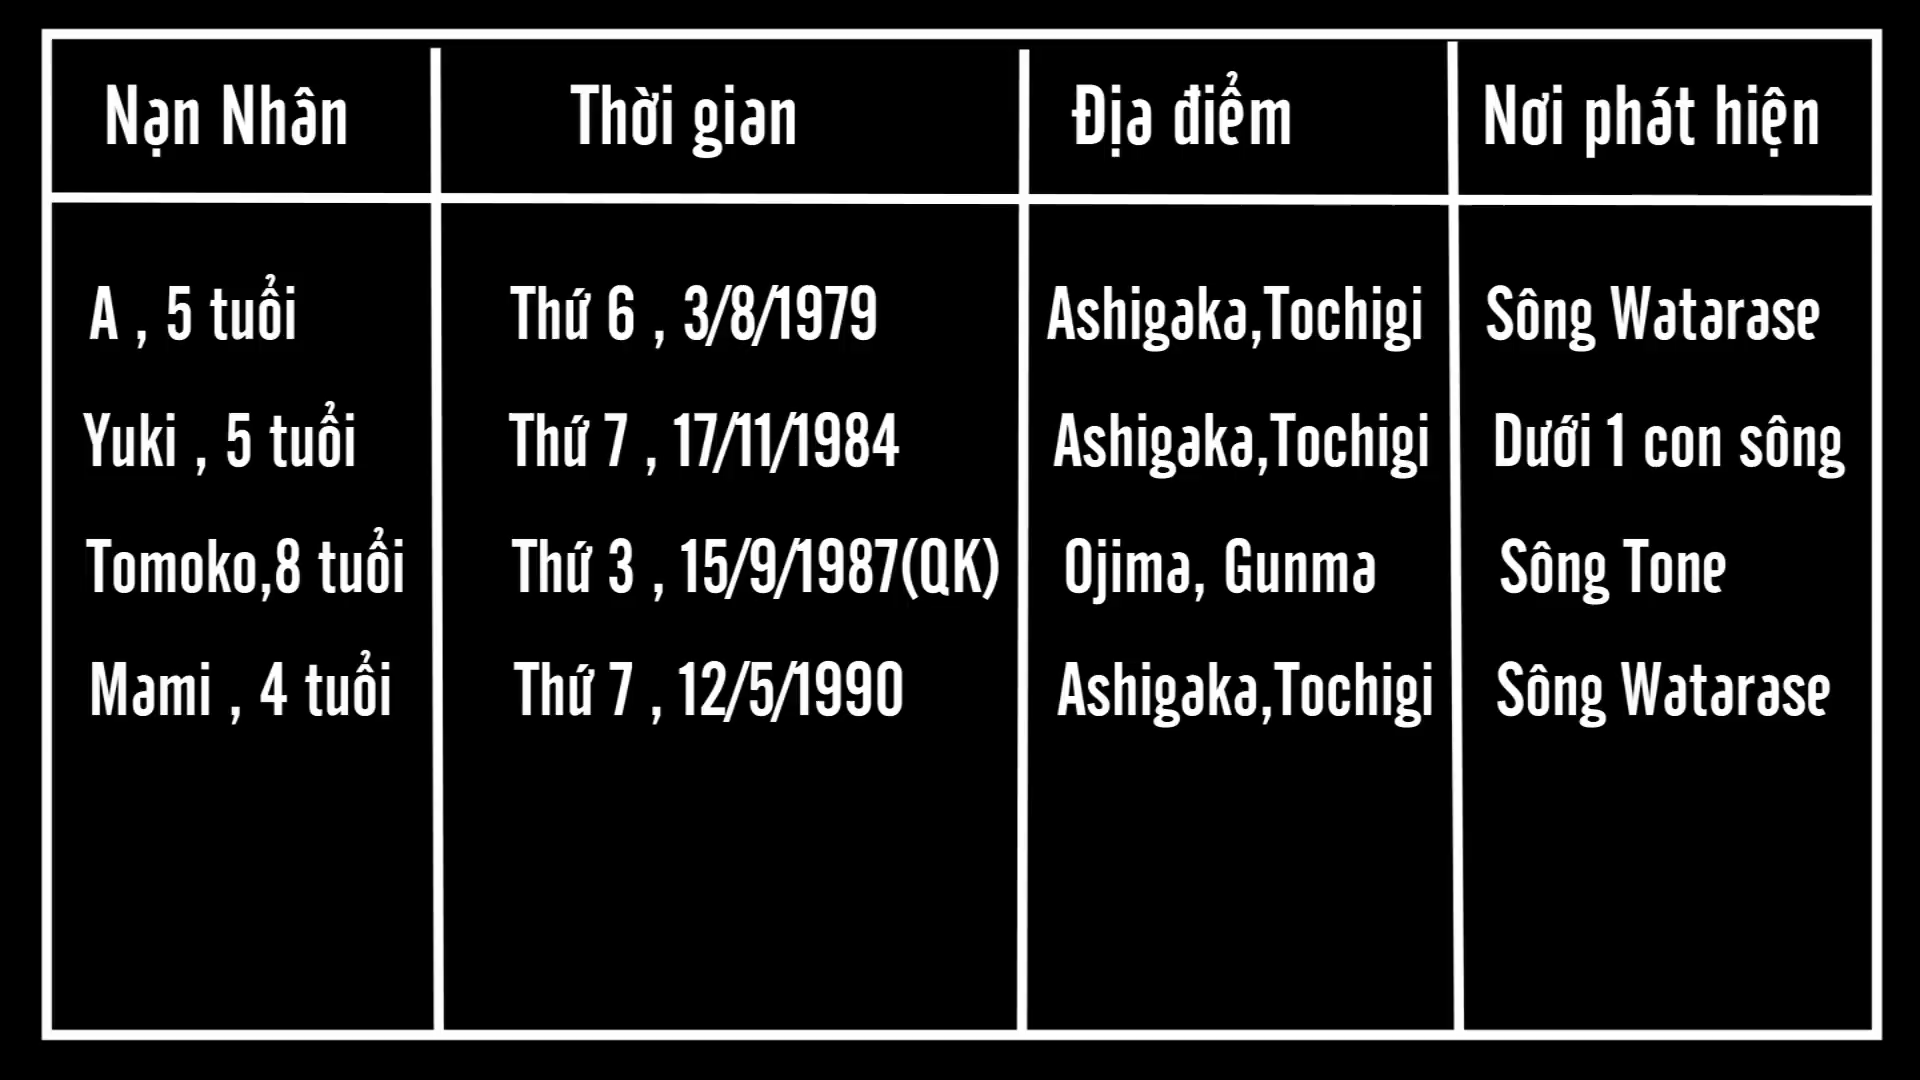 Nạn Nhân Thời gian Địa điểm Nơi phát hiện
A , 5 tuổi Thứ 6 , 3/8/1979 Ashigaka,Tochigi Sông Watarase
Yuki , 5 tuổi Thứ 7 , 17/11/1984 Ashigaka,Tochigi Dưới 1 con sông
Tomoko,8 tuổi Thứ 3 , 15/9/1987(QK) Ojima, Gunma Sông Tone
Mami , 4 tuổi Thứ 7 , 12/5/1990 Ashigaka,Tochigi Sông Watarase